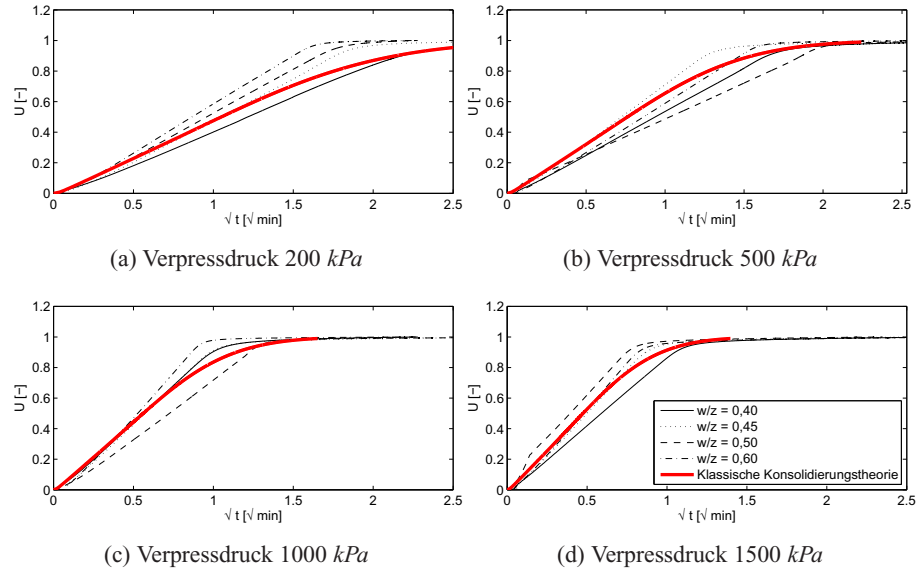 1.2
1
0.8
0.6
0.4
0.2
0
U [–]
0 0.5 1 1.5 2 2.5
√ t [√ min]
(a) Verpressdruck 200 kPa
1.2
1
0.8
0.6
0.4
0.2
0
U [–]
0 0.5 1 1.5 2 2.5
√ t [√ min]
(b) Verpressdruck 500 kPa
1.2
1
0.8
0.6
0.4
0.2
0
U [–]
0 0.5 1 1.5 2 2.5
√ t [√ min]
(c) Verpressdruck 1000 kPa
1.2
1
0.8
0.6
0.4
0.2
0
U [–]
w/z = 0,40
w/z = 0,45
w/z = 0,50
w/z = 0,60
Klassische Konsolidierungstheorie
0 0.5 1 1.5 2 2.5
√ t [√ min]
(d) Verpressdruck 1500 kPa